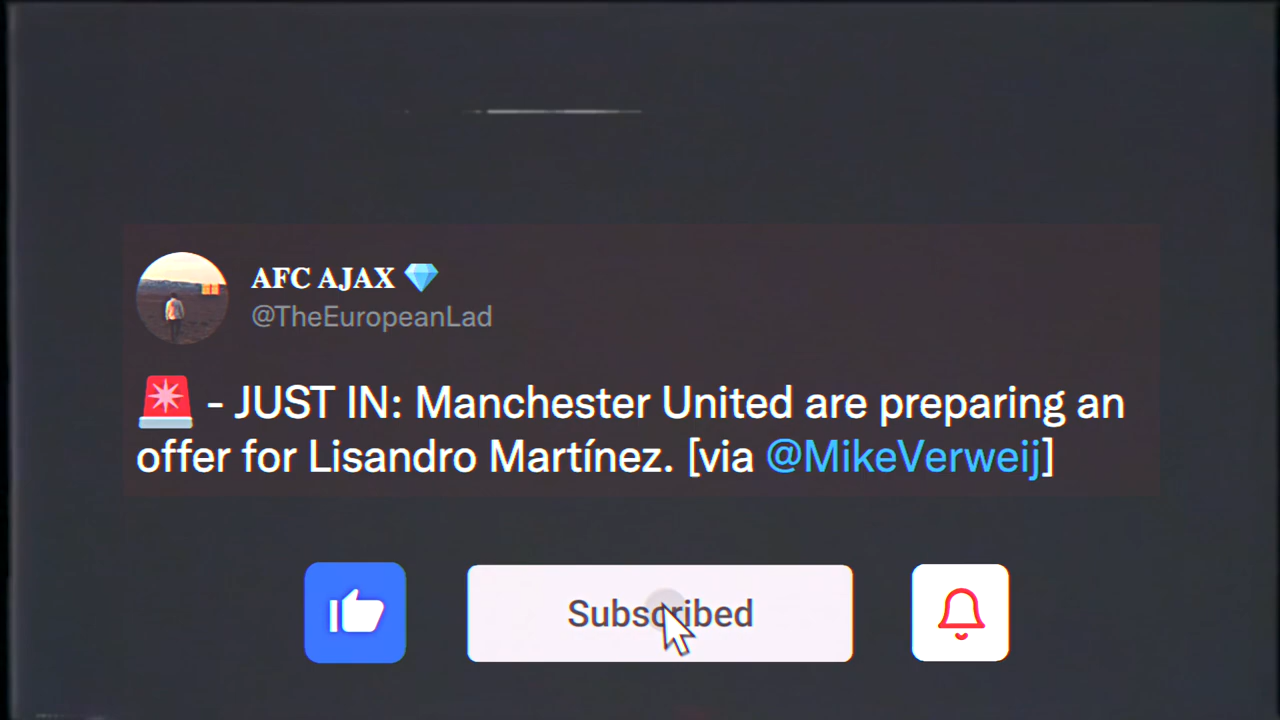 AFC AJAX 💎
@TheEuropeanLad
🚨 - JUST IN: Manchester United are preparing an
offer for Lisandro Martínez. [via @MikeVerweij]
Subscribed